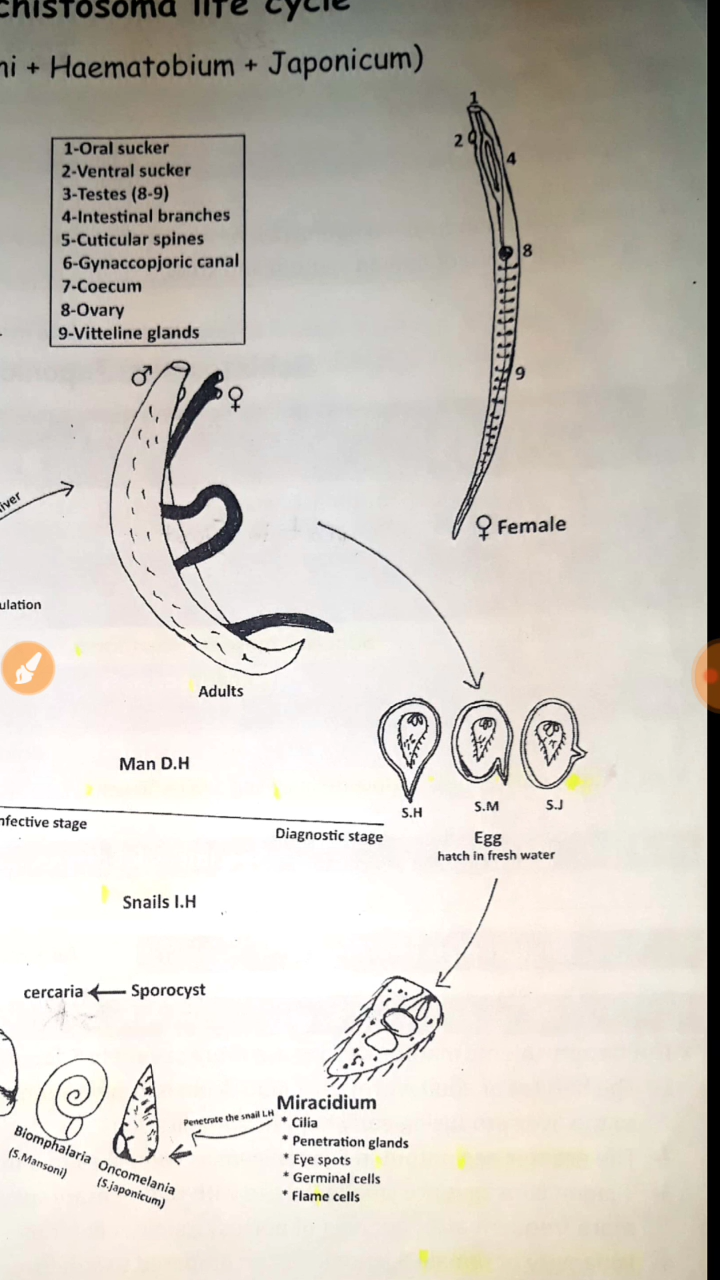 chistosoma life cycle
ni + Haematobium + Japonicum)
1-Oral sucker
2-Ventral sucker
3-Testes (8-9)
4-Intestinal branches
5-Cuticular spines
6-Gynaccopjoric canal
7-Coecum
8-Ovary
9-Vitteline glands
1
2
4
8
9
♀ Female
♂
♀
iver
ulation
Adults
Man D.H
S.H
S.M
S.J
nfective stage
Diagnostic stage
Egg
hatch in fresh water
Snails I.H
cercaria ← Sporocyst
Penetrate the snail I.H
Miracidium
* Cilia
* Penetration glands
* Eye spots
* Germinal cells
* Flame cells
Biomphalaria
(S.Mansoni)
Oncomelania
(S.japonicum)